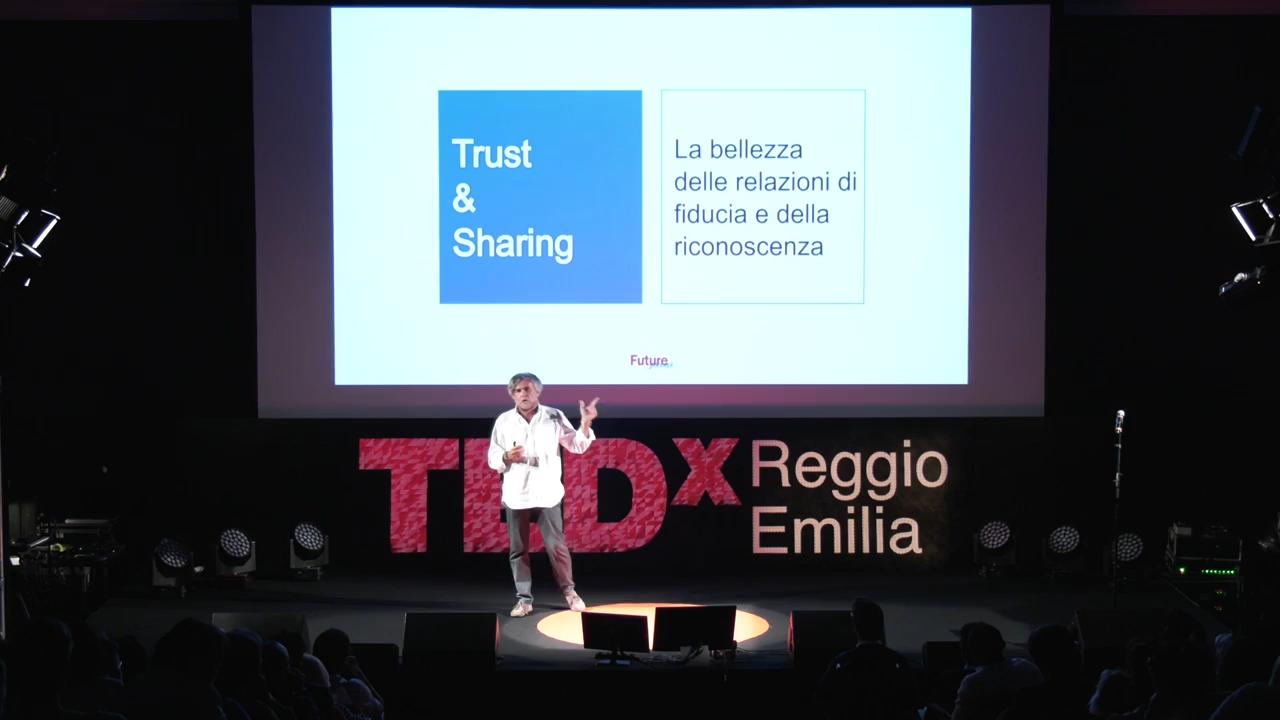 Trust
&
Sharing
La bellezza
delle relazioni di
fiducia e della
riconoscenza
Future
TEDx
Reggio
Emilia